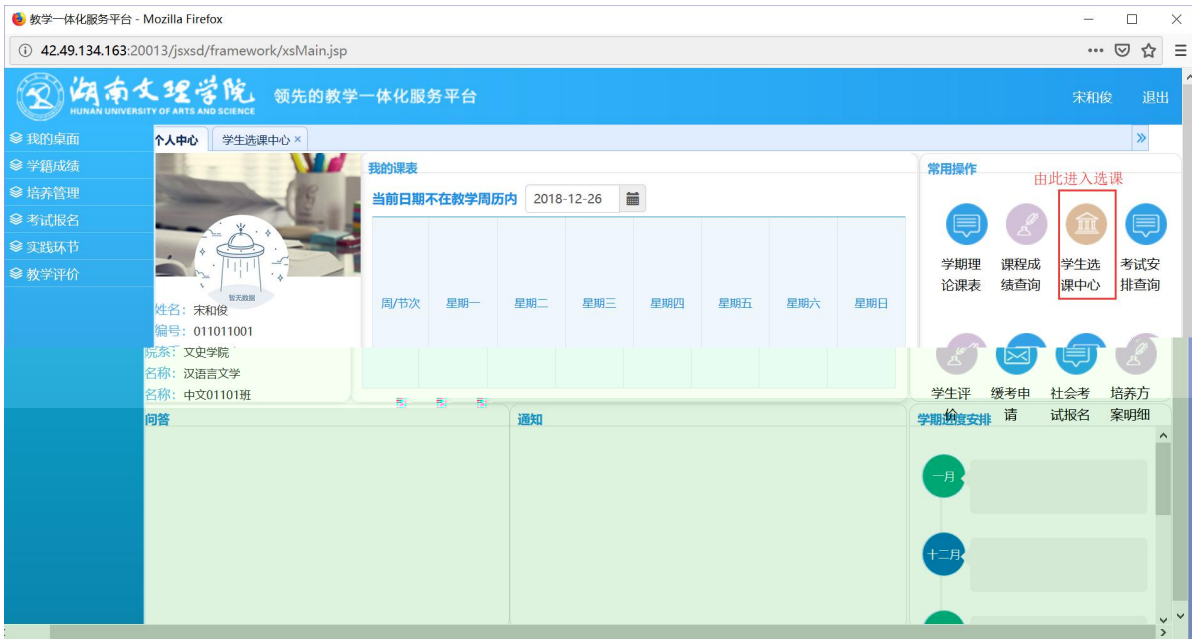 教学一体化服务平台 - Mozilla Firefox
42.49.134.163:20013/jsxsd/framework/xsMain.jsp
湖南文理学院
HUNAN UNIVERSITY OF ARTS AND SCIENCE
领先的教学一体化服务平台
宋和俊 退出
我的桌面
学籍成绩
培养管理
考试报名
实践环节
教学评价
个人中心 学生选课中心 ×
暂无数据
姓名：宋和俊
编号：011011001
院系：文史学院
名称：汉语言文学
名称：中文01101班
我的课表
当前日期不在教学周历内 2018-12-26
周/节次 星期一 星期二 星期三 星期四 星期五 星期六 星期日
常用操作
由此进入选课
学期理论课表
课程成绩查询
学生选课中心
考试安排查询
学生评价
缓考申请
社会考试报名
培养方案明细
问答
通知
学期进度安排
一月
十二月